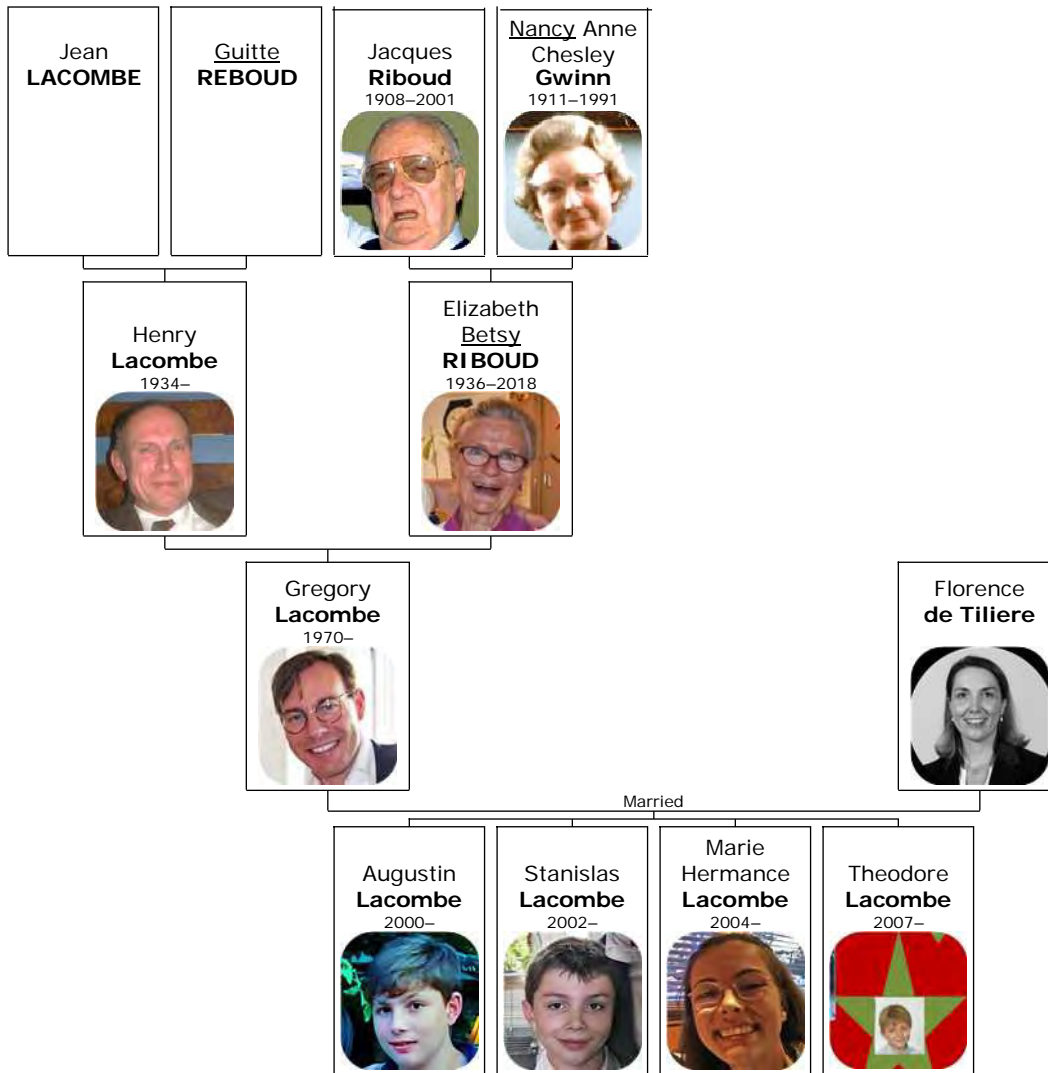 Jean
LACOMBE
Guitte
REBOUD
Jacques
Riboud
1908–2001
Nancy Anne
Chesley
Gwinn
1911–1991
Henry
Lacombe
1934–
Elizabeth
Betsy
RIBOUD
1936–2018
Gregory
Lacombe
1970–
Florence
de Tiliere
Married
Augustin
Lacombe
2000–
Stanislas
Lacombe
2002–
Marie
Hermance
Lacombe
2004–
Theodore
Lacombe
2007–